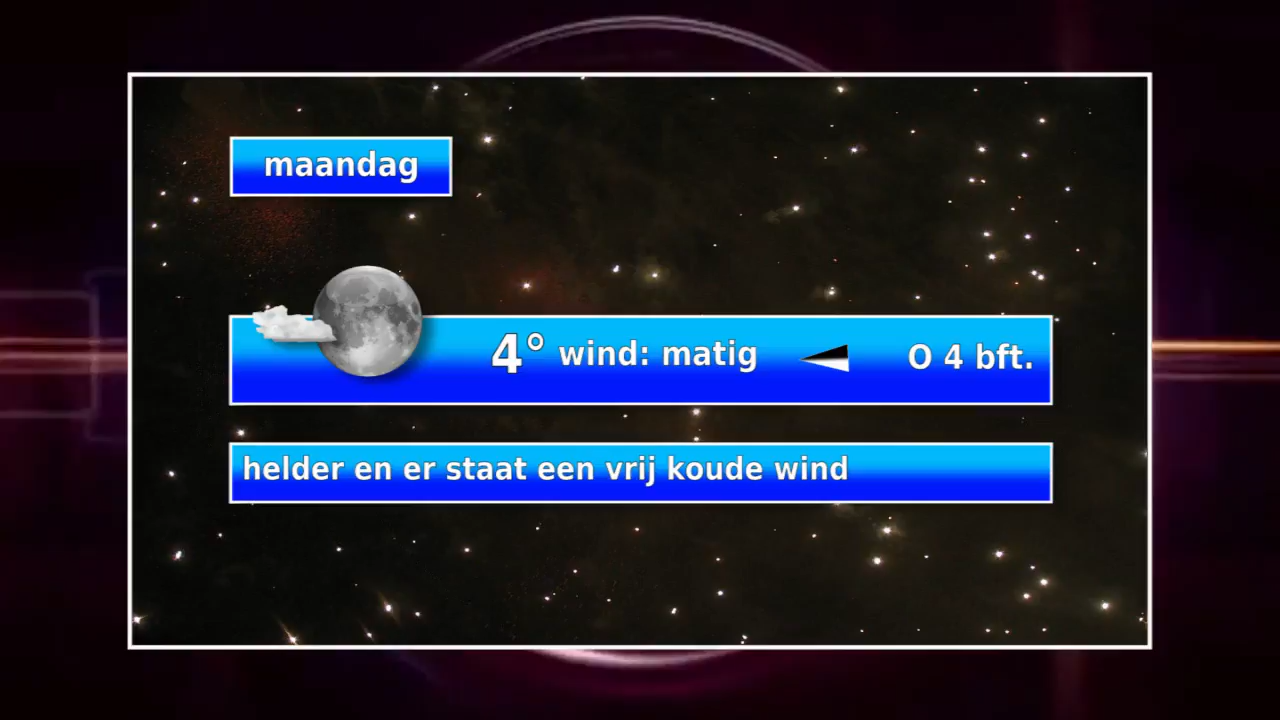 maandag
4° wind: matig O 4 bft.
helder en er staat een vrij koude wind